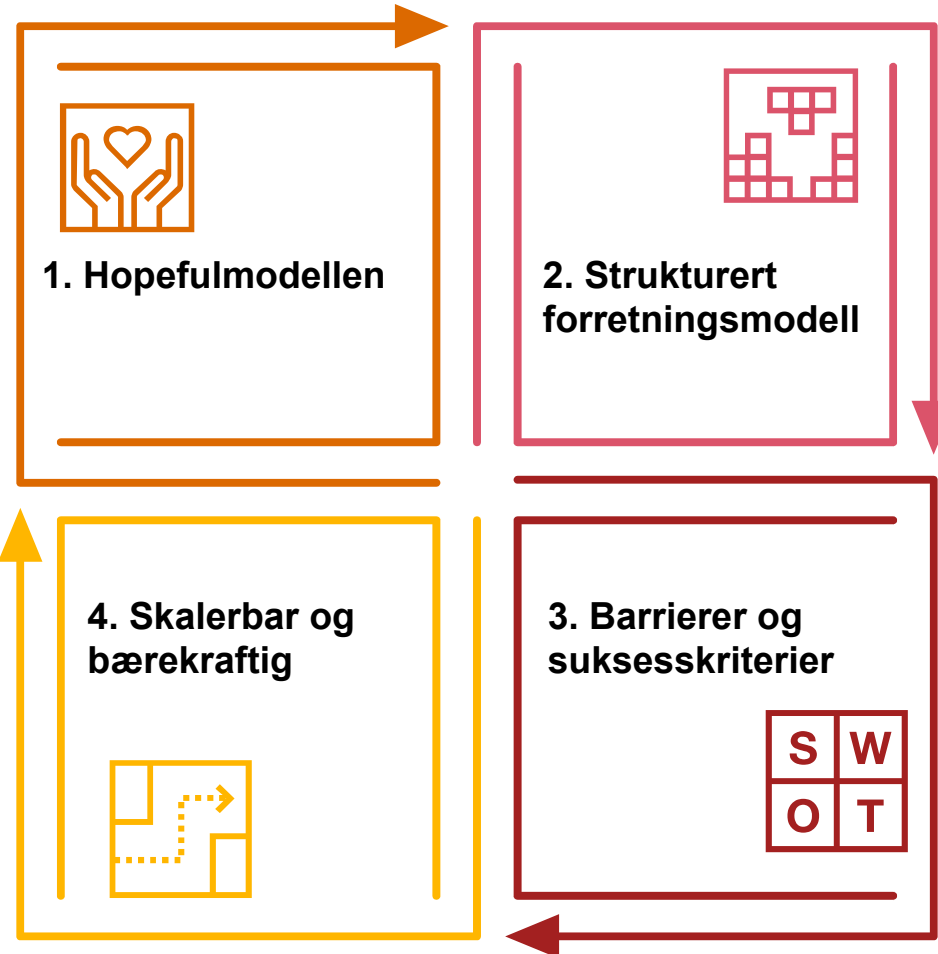 1. Hopefulmodellen
2. Strukturert
forretningsmodell
3. Barrierer og
suksesskriterier
S W
O T
4. Skalerbar og
bærekraftig